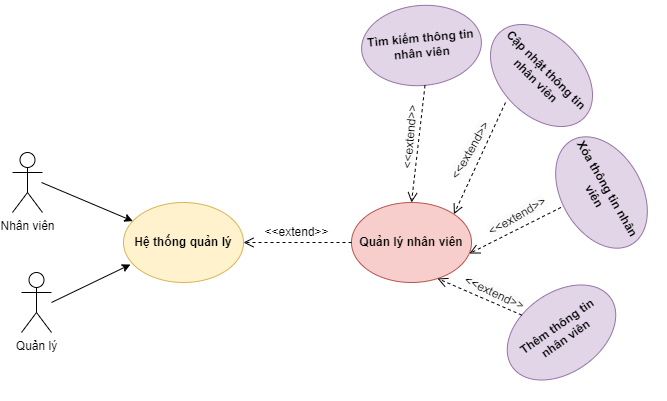 Tìm kiếm thông tin
nhân viên
Cập nhật thông tin
nhân viên
<<extend>>
<<extend>>
Xóa thông tin nhân
viên
<<extend>>
Nhân viên
Hệ thống quản lý
<<extend>>
Quản lý nhân viên
<<extend>>
Thêm thông tin
nhân viên
Quản lý